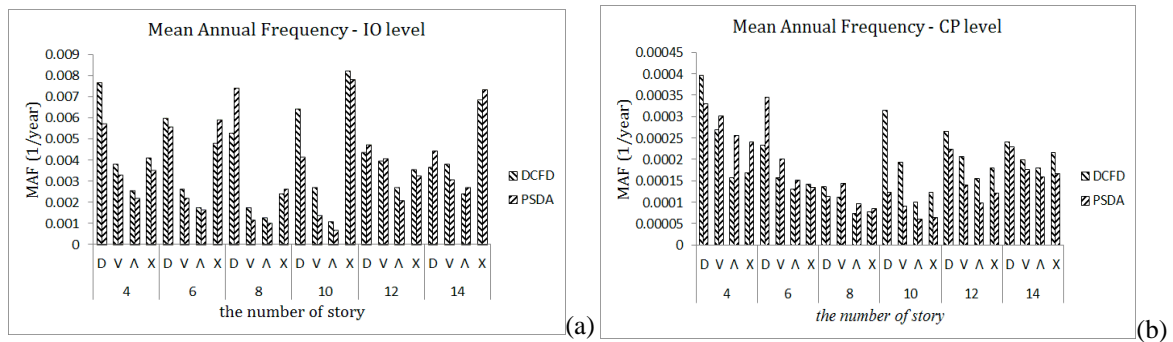 Mean Annual Frequency - IO level
MAF (1/year)
0.009
0.008
0.007
0.006
0.005
0.004
0.003
0.002
0.001
0
D V Λ X D V Λ X D V Λ X D V Λ X D V Λ X D V Λ X
4 6 8 10 12 14
the number of story
DCFD
PSDA
(a)
Mean Annual Frequency - CP level
MAF (1/year)
0.00045
0.0004
0.00035
0.0003
0.00025
0.0002
0.00015
0.0001
0.00005
0
D V Λ X D V Λ X D V Λ X D V Λ X D V Λ X D V Λ X
4 6 8 10 12 14
the number of story
DCFD
PSDA
(b)